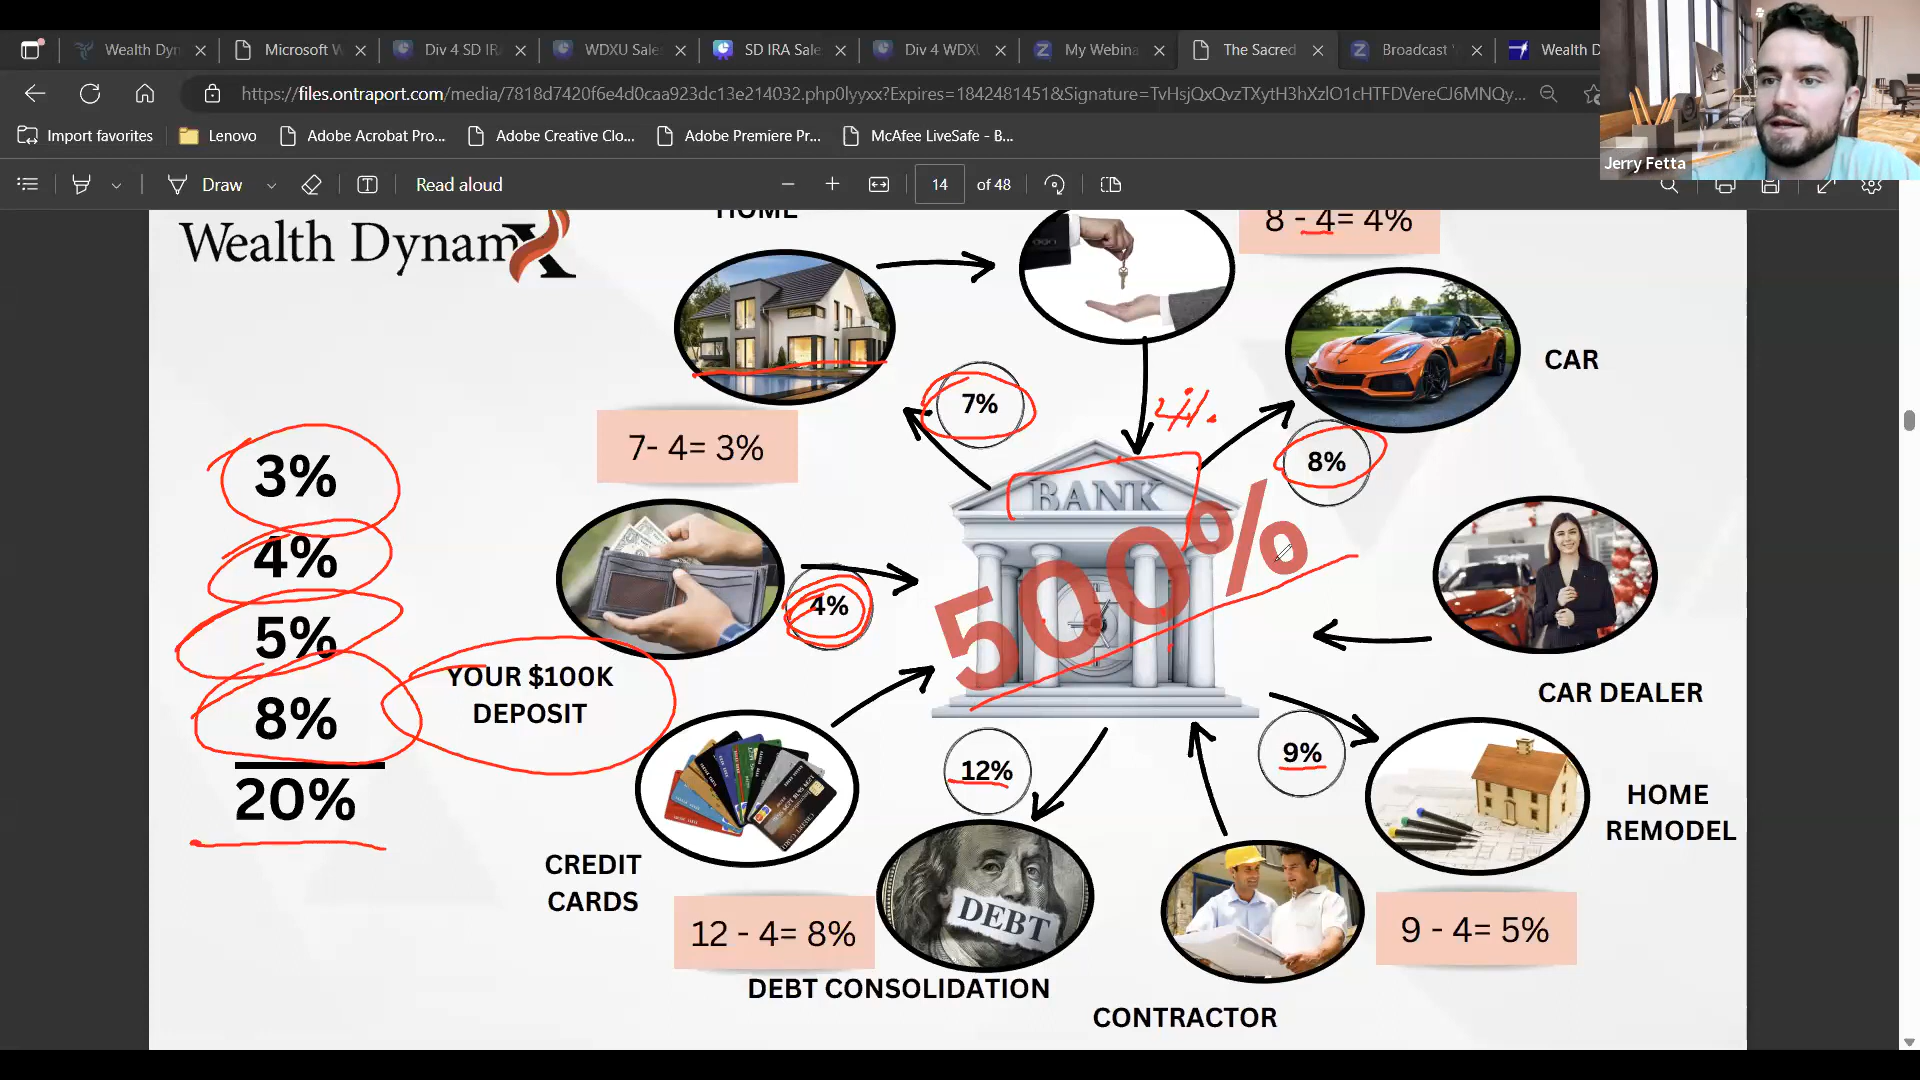 Wealth Dyn
Microsoft W
Div 4 SD IR
WDXU Sale
SD IRA Sale
Div 4 WDX
My Webina
The Sacred
Broadcast
Wealth D
https://files.ontraport.com/media/7818d7420f6e4d0caa923dc13e214032.php0lyyxx?Expires=1842481451&Signature=TvHsjQxQvzTXytH3hXzlO1cHTFDVereCJ6MNQy...
Import favorites
Lenovo
Adobe Acrobat Pro...
Adobe Creative Clo...
Adobe Premiere Pr...
McAfee LiveSafe - B...
Jerry Fetta
Draw
Read aloud
14
of 48
Wealth DynamX
HOME
8 - 4= 4%
CAR
7%
4%
8%
7- 4= 3%
BANK
500%
3%
4%
5%
8%
20%
YOUR $100K
DEPOSIT
4%
CAR DEALER
12%
9%
HOME
REMODEL
CREDIT
CARDS
DEBT
12 - 4= 8%
9 - 4= 5%
DEBT CONSOLIDATION
CONTRACTOR